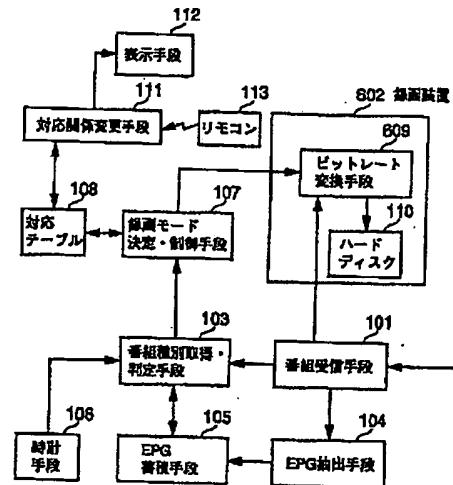 112
表示手段
111
対応関係変更手段
113
リモコン
602 録画装置
609
ビットレート
変換手段
110
ハード
ディスク
108
対応
テーブル
107
録画モード
決定・制御手段
103
番組種別取得・
判定手段
101
番組受信手段
106
時計
手段
105
EPG
蓄積手段
104
EPG抽出手段